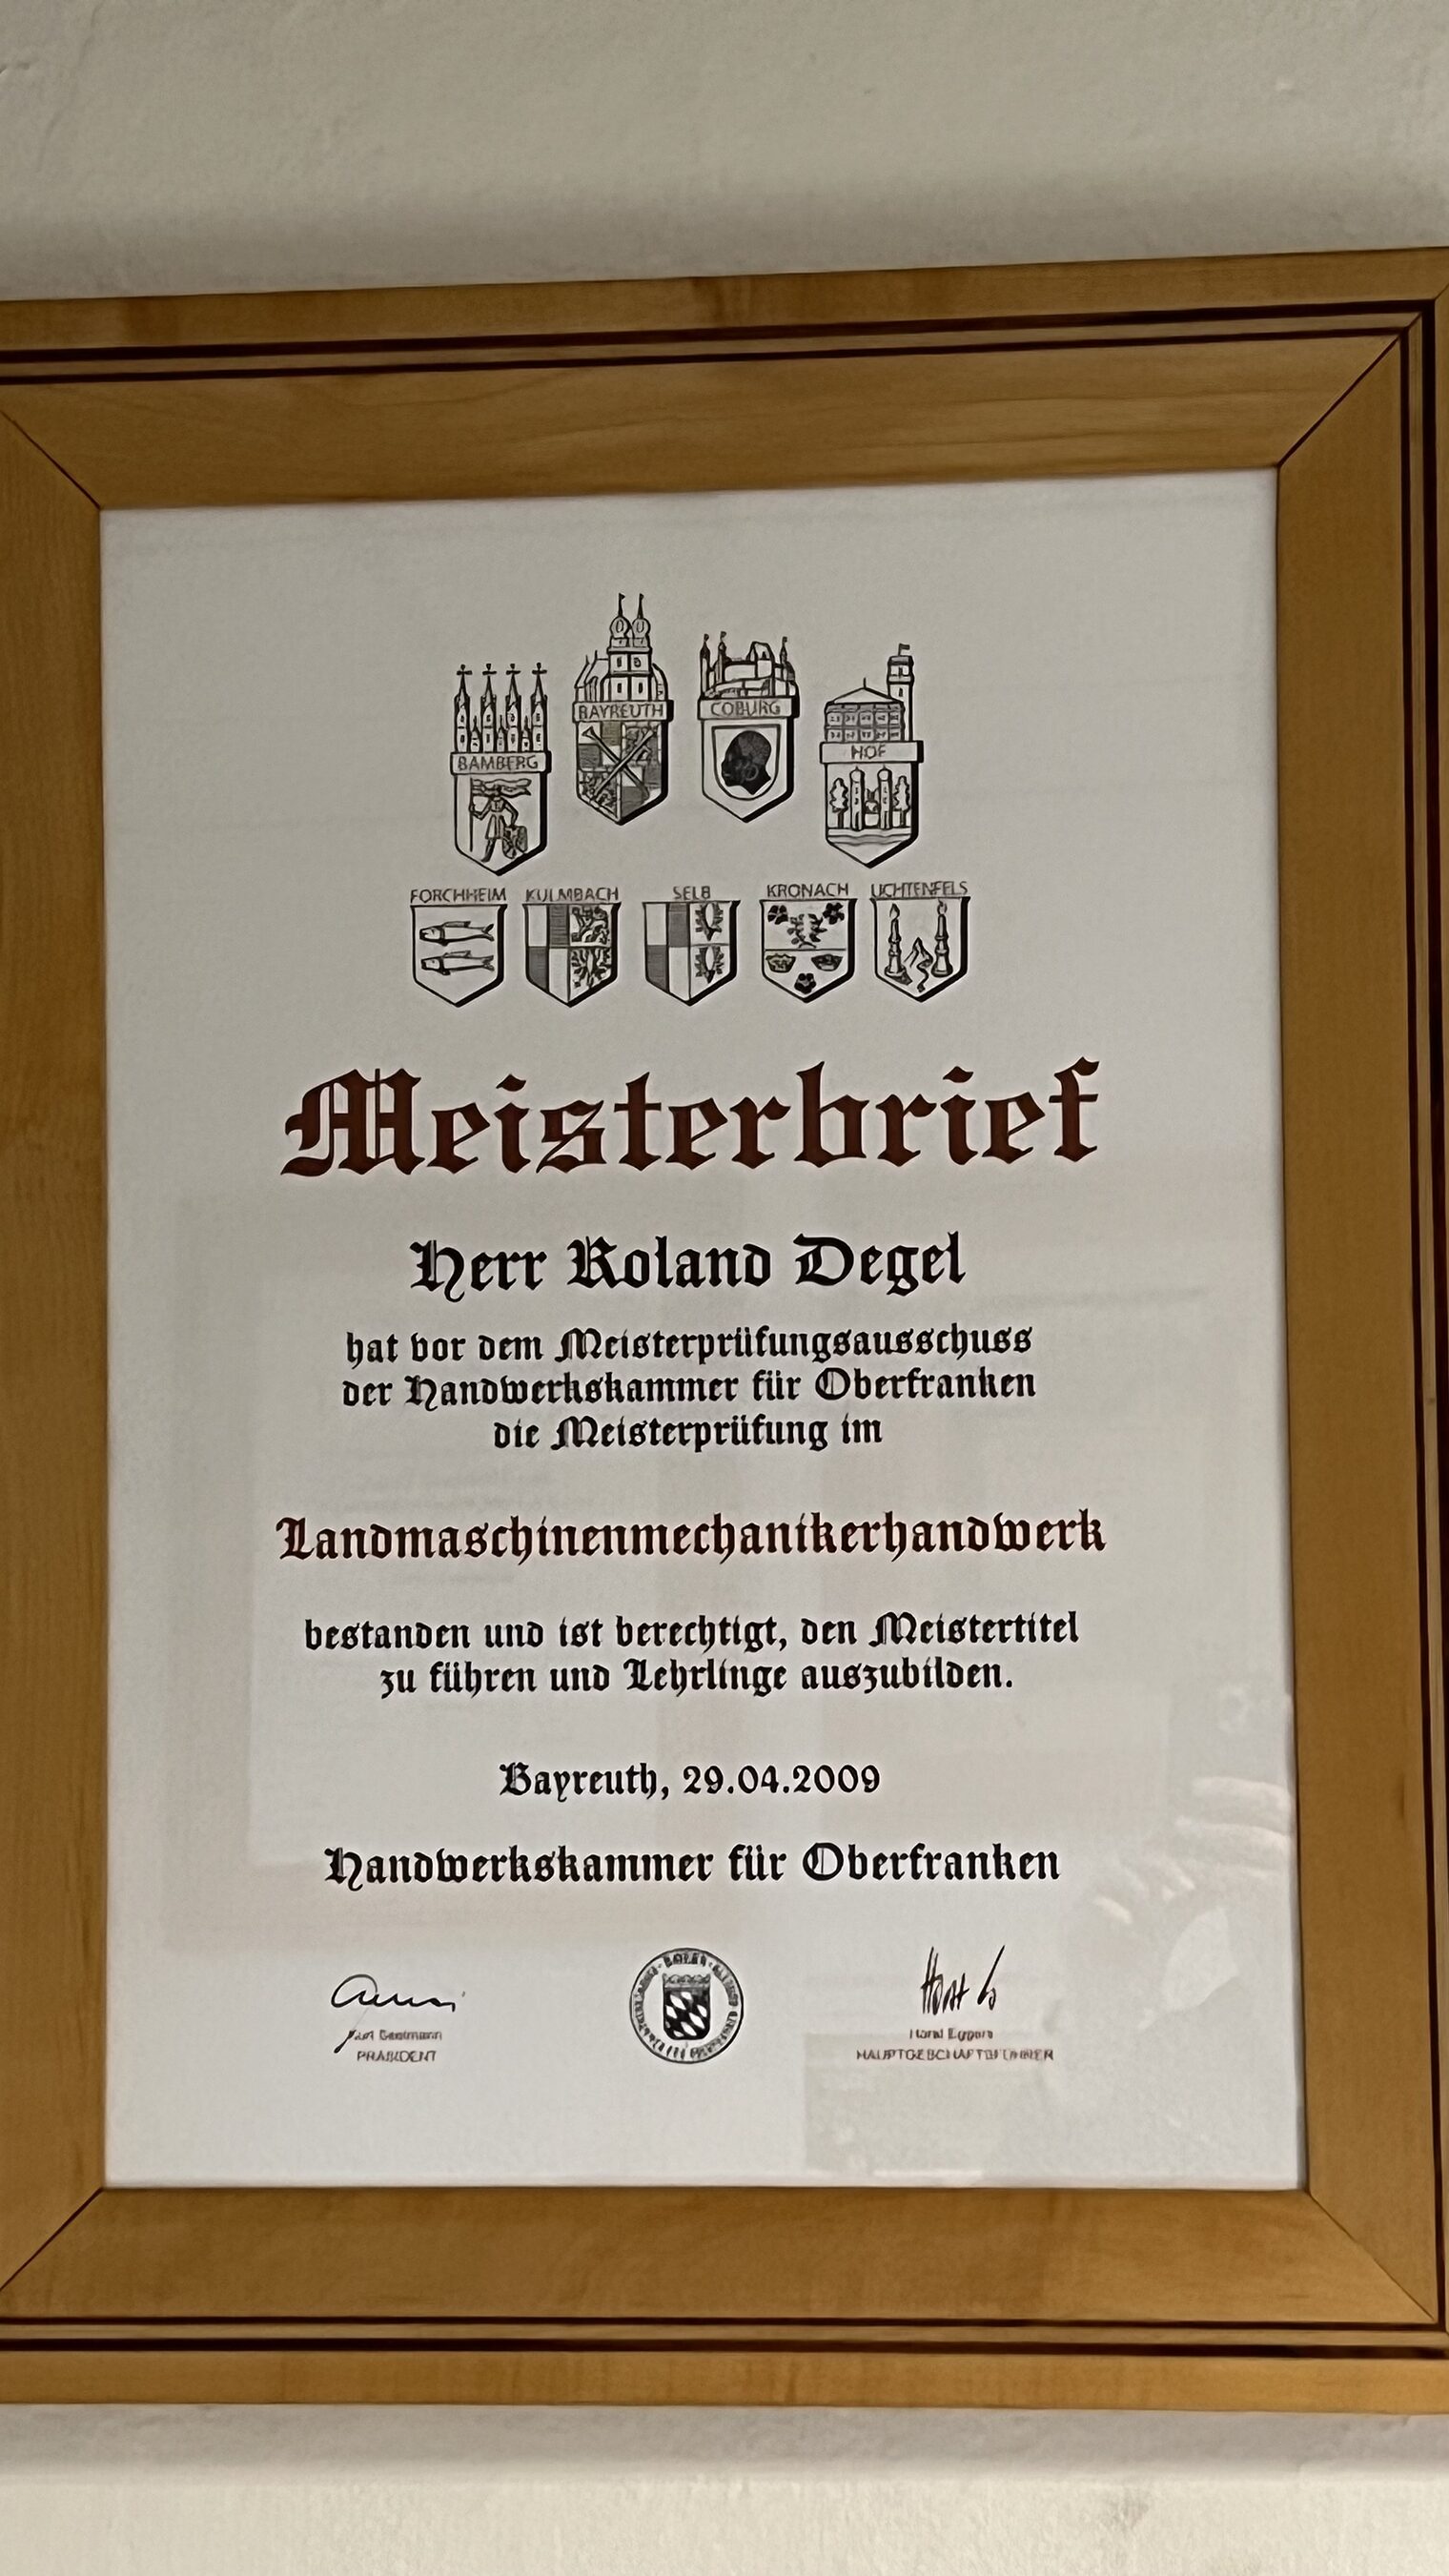 BAMBERG
BAYREUTH
COBURG
HOF
FORCHHEIM
KULMBACH
SELB
KRONACH
LICHTENFELS
Meisterbrief
Herr Roland Degel
hat vor dem Meisterprüfungsausschuss
der Handwerkskammer für Oberfranken
die Meisterprüfung im
Landmaschinenmechanikerhandwerk
bestanden und ist berechtigt, den Meistertitel
zu führen und Lehrlinge auszubilden.
Bayreuth, 29.04.2009
Handwerkskammer für Oberfranken
PRÄSIDENT
HAUPTGESCHÄFTSFÜHRER